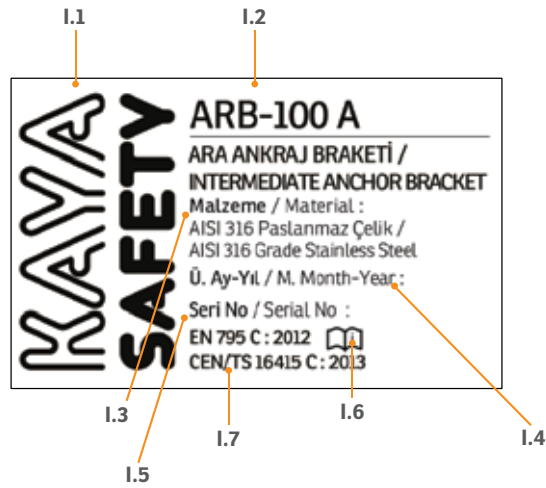 I.1
I.2
KAYA
SAFETY
ARB-100 A
ARA ANKRAJ BRAKETİ /
INTERMEDIATE ANCHOR BRACKET
Malzeme / Material :
AISI 316 Paslanmaz Çelik /
AISI 316 Grade Stainless Steel
Ü. Ay-Yıl / M. Month-Year :
Seri No / Serial No :
EN 795 C : 2012
CEN/TS 16415 C : 2013
I.3
I.6
I.7
I.4
I.5